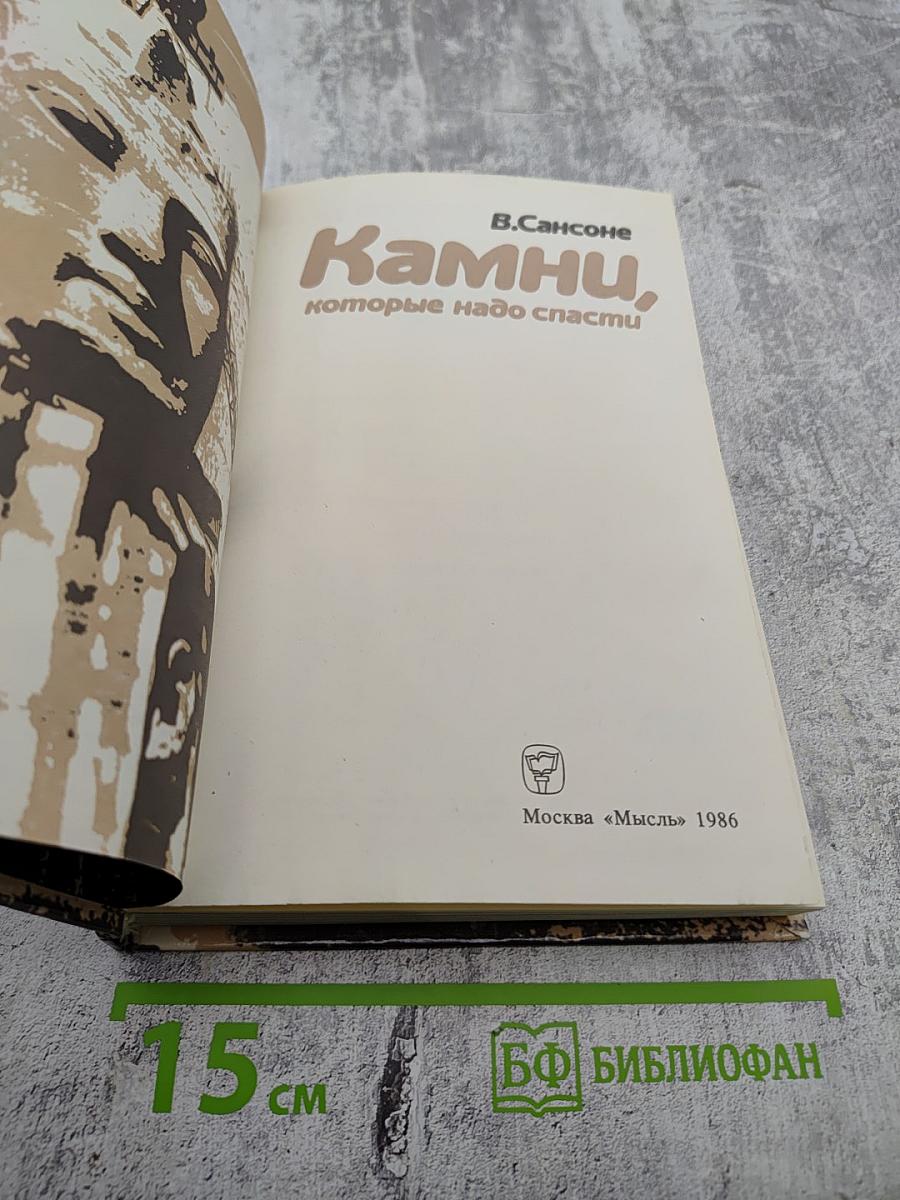 В.Сансоне
Камни,
которые надо спасти
Москва «Мысль» 1986
15 см
БФ БИБЛИОФАН